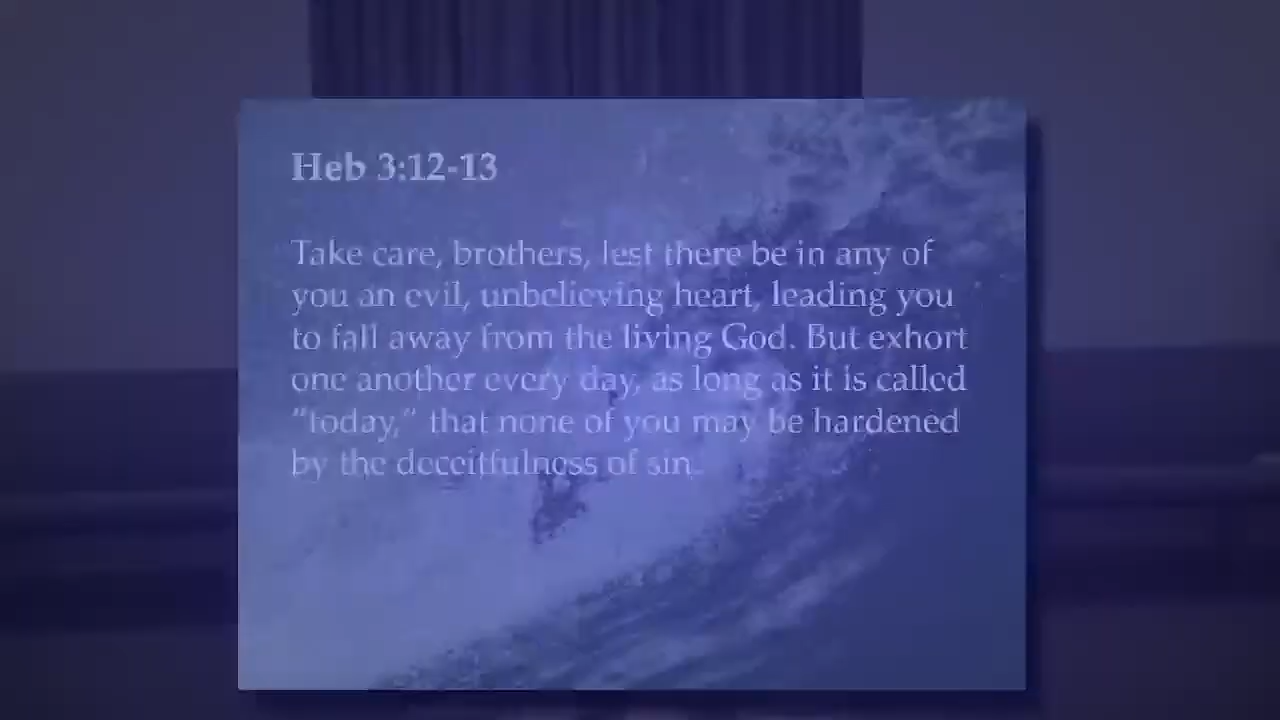 Heb 3:12-13
Take care, brothers, lest there be in any of
you an evil, unbelieving heart, leading you
to fall away from the living God. But exhort
one another every day, as long as it is called
“today,” that none of you may be hardened
by the deceitfulness of sin.